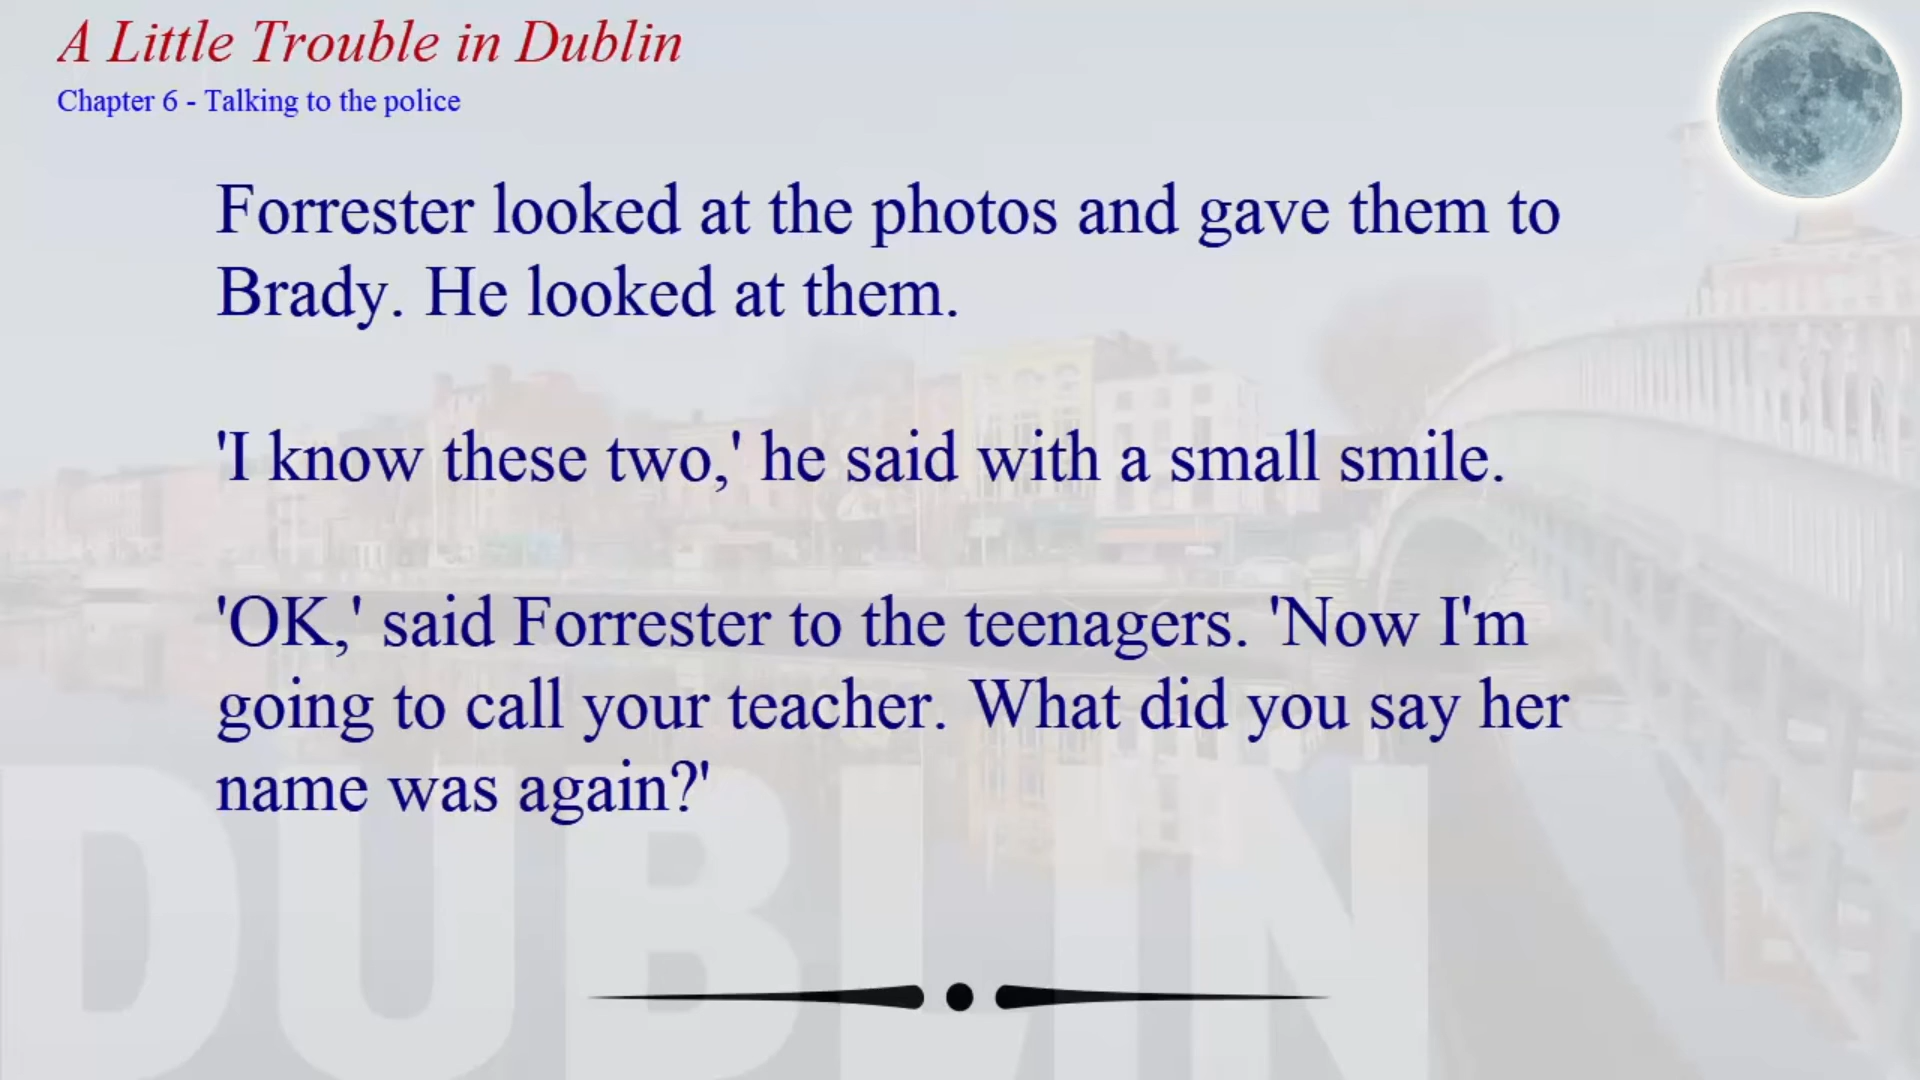 A Little Trouble in Dublin
Chapter 6 - Talking to the police
Forrester looked at the photos and gave them to
Brady. He looked at them.
'I know these two,' he said with a small smile.
'OK,' said Forrester to the teenagers. 'Now I'm
going to call your teacher. What did you say her
name was again?'
DUBLIN